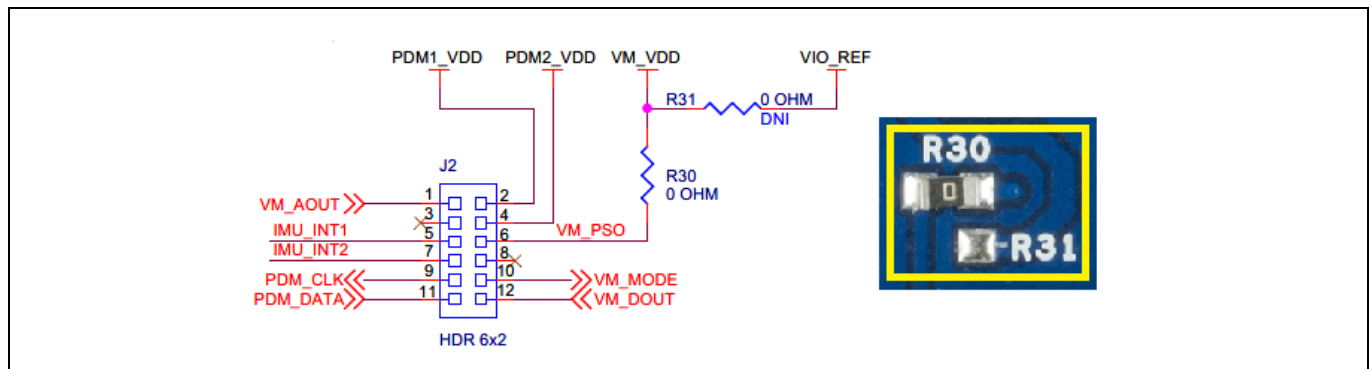 PDM1_VDD PDM2_VDD VM_VDD VIO_REF
R31 0 OHM
DNI
R30
0 OHM
J2
VM_AOUT 1 2
3 4
IMU_INT1 5 6 VM_PSO
IMU_INT2 7 8
PDM_CLK 9 10 VM_MODE
PDM_DATA 11 12 VM_DOUT
HDR 6x2
R30
0
R31